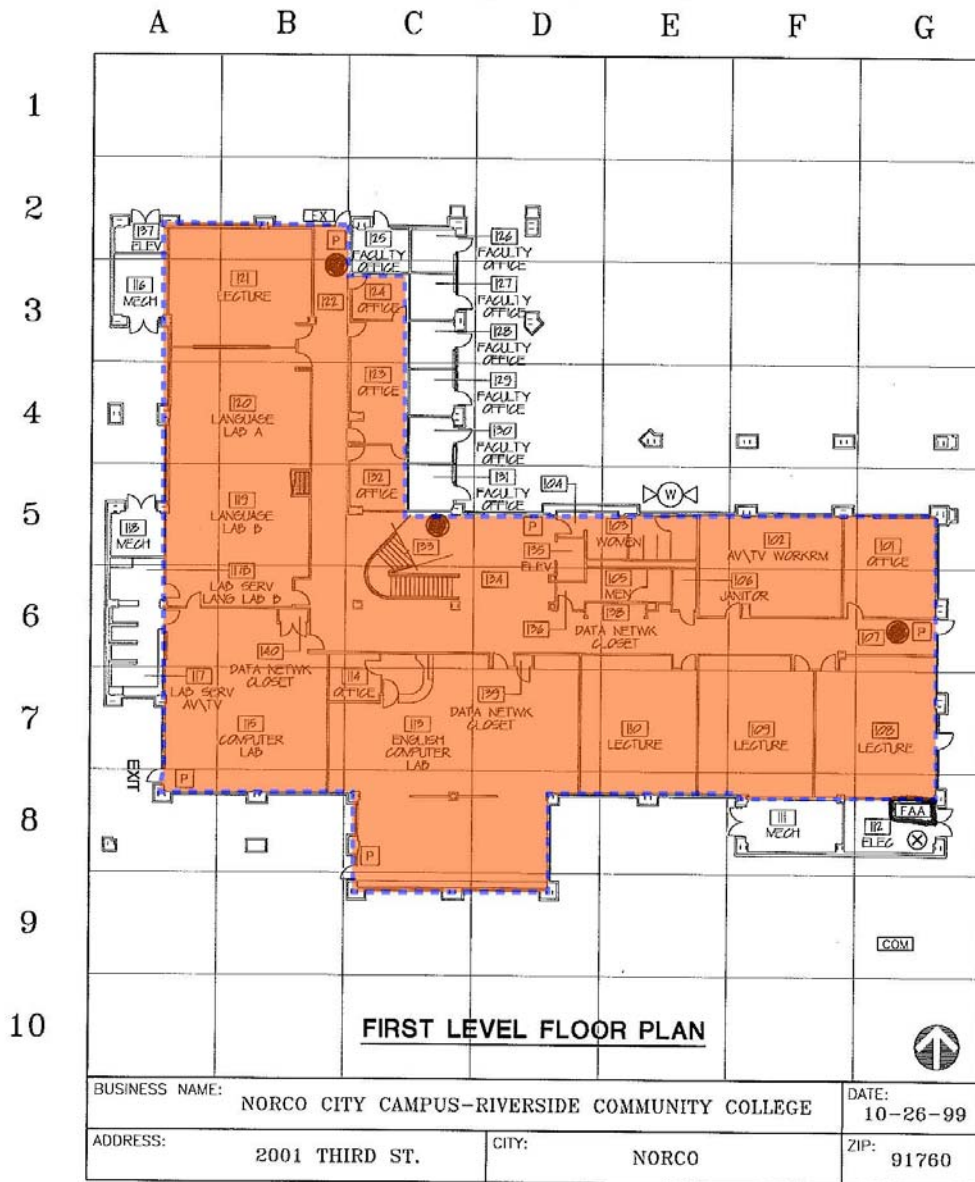 A B C D E F G
1
2
3
4
5
6
7
8
9
10
EX
P
137
ELEV
125
FACULTY
OFFICE
126
FACULTY
OFFICE
116
MECH
121
LECTURE
122
124
OFFICE
127
FACULTY
OFFICE
128
FACULTY
OFFICE
123
OFFICE
129
FACULTY
OFFICE
120
LANGUAGE
LAB A
130
FACULTY
OFFICE
132
OFFICE
131
FACULTY
OFFICE
104
W
118
MECH
119
LANGUAGE
LAB B
133
P
135
ELEV
103
WOMEN
102
AV\TV WORKRM
101
OFFICE
11B
LAB SERV
LANG LAB B
134
105
MEN
106
JANITOR
136
138
DATA NETWK
CLOSET
107
P
140
DATA NETWK
CLOSET
117
LAB SERV
AV\TV
114
OFFICE
139
DATA NETWK
CLOSET
115
COMPUTER
LAB
113
ENGLISH
COMPUTER
LAB
110
LECTURE
109
LECTURE
108
LECTURE
EXIT
P
P
111
MECH
FAA
112
ELEC
COM
FIRST LEVEL FLOOR PLAN
BUSINESS NAME: NORCO CITY CAMPUS-RIVERSIDE COMMUNITY COLLEGE DATE: 10-26-99
ADDRESS: 2001 THIRD ST. CITY: NORCO ZIP: 91760